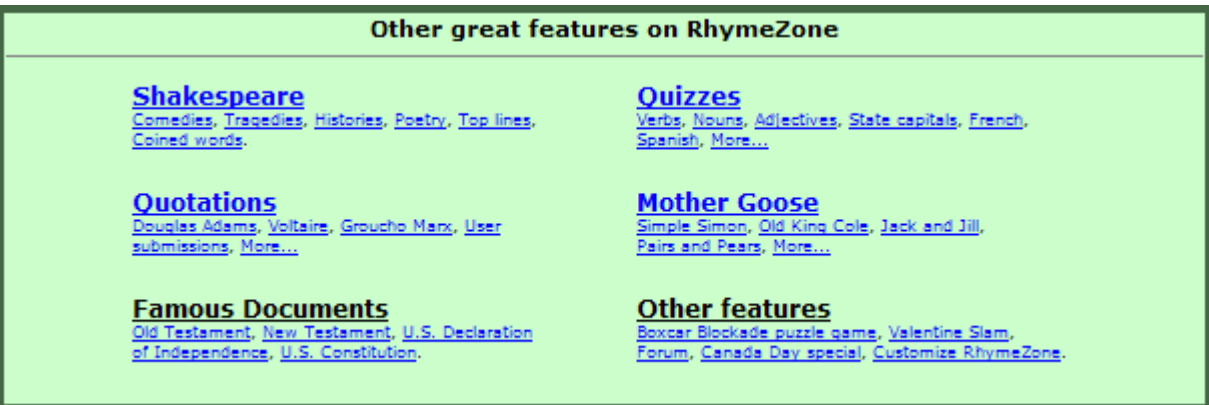 Other great features on RhymeZone
Shakespeare
Comedies, Tragedies, Histories, Poetry, Top lines,
Coined words.
Quizzes
Verbs, Nouns, Adjectives, State capitals, French,
Spanish, More...
Quotations
Douglas Adams, Voltaire, Groucho Marx, User
submissions, More...
Mother Goose
Simple Simon, Old King Cole, Jack and Jill,
Pairs and Pears, More...
Famous Documents
Old Testament, New Testament, U.S. Declaration
of Independence, U.S. Constitution.
Other features
Boxcar Blockade puzzle game, Valentine Slam,
Forum, Canada Day special, Customize RhymeZone.